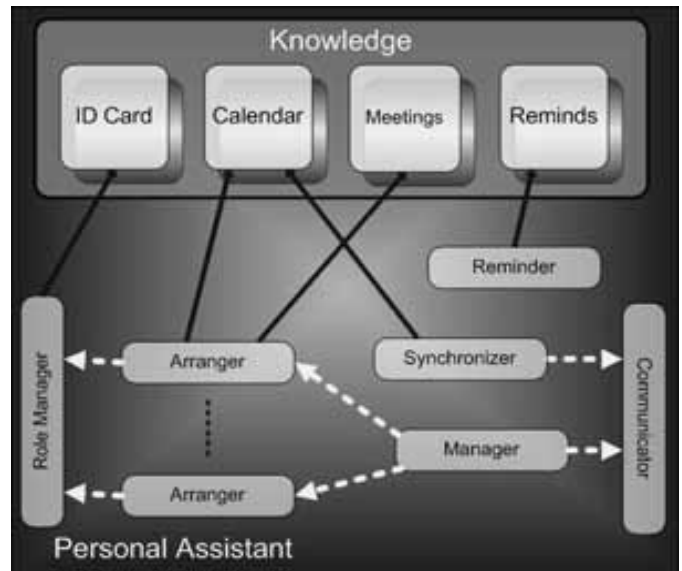 Knowledge
ID Card
Calendar
Meetings
Reminds
Reminder
Role Manager
Arranger
Synchronizer
Communicator
Manager
Arranger
Personal Assistant